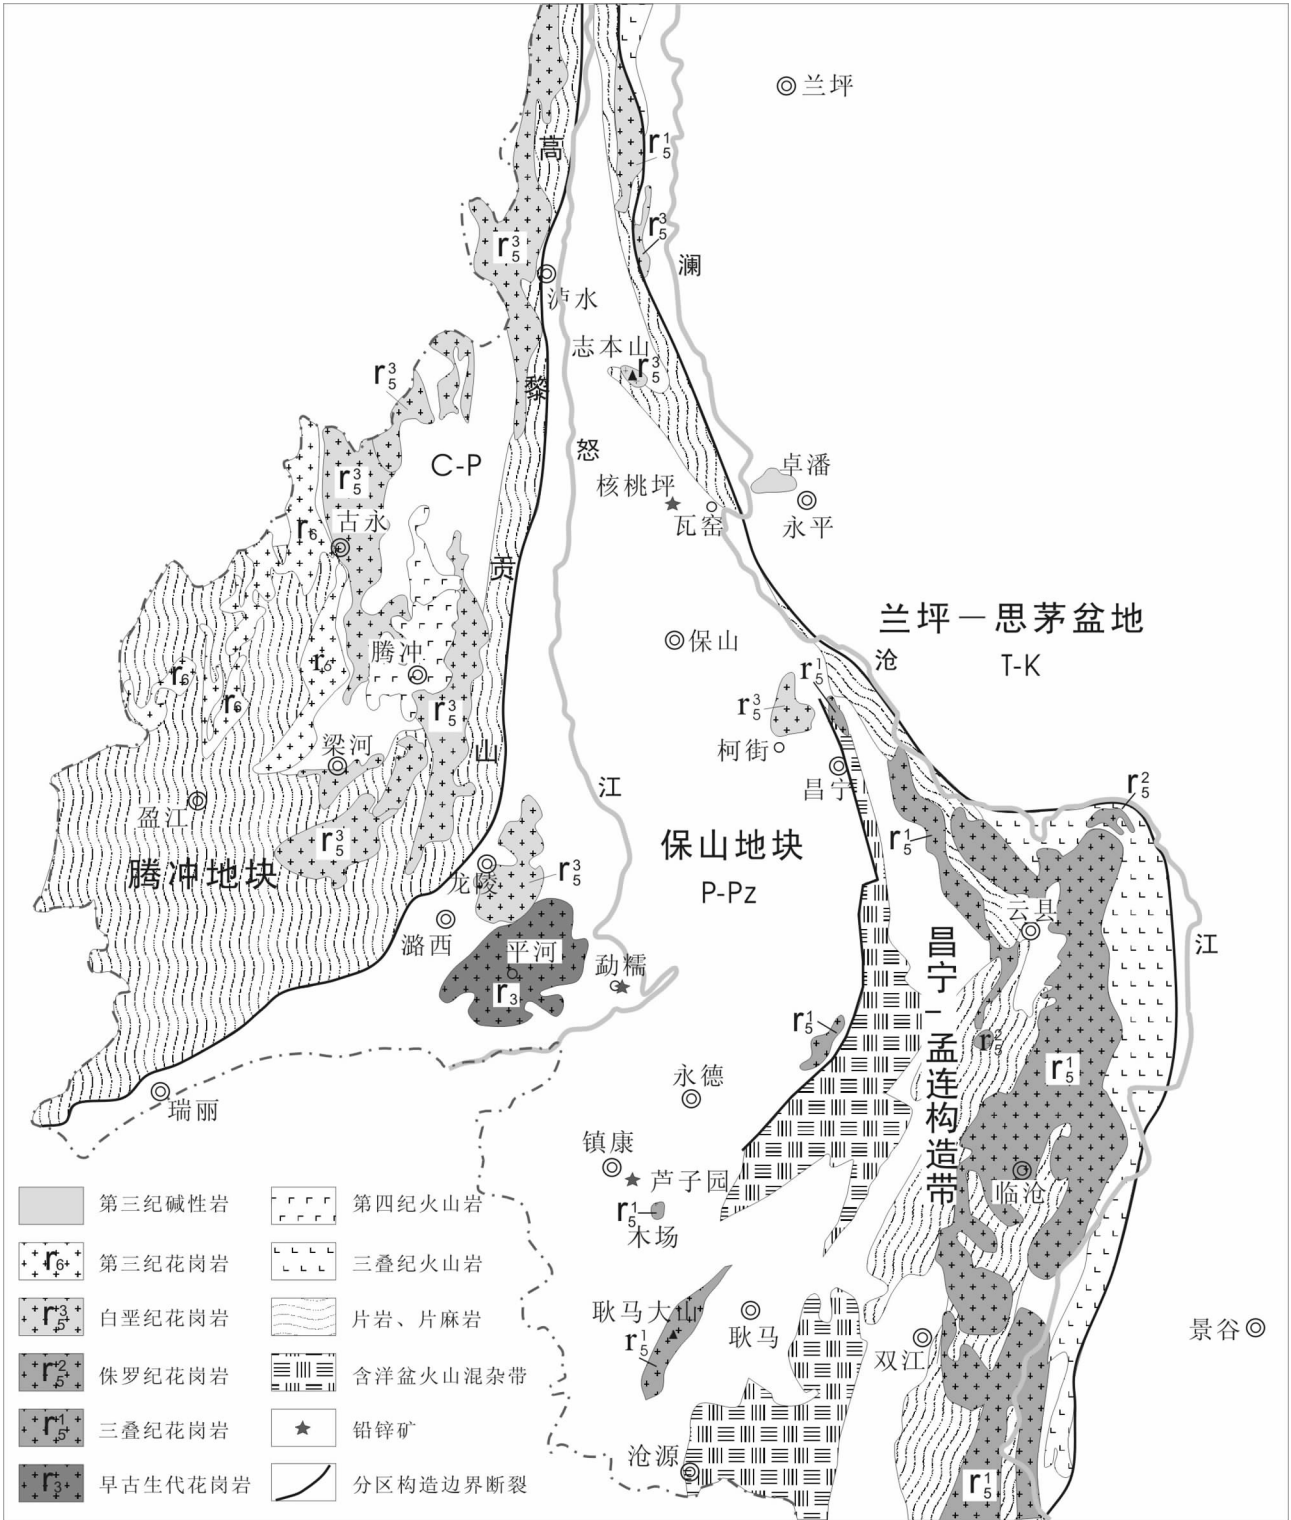 兰坪
高
r₅¹
r₅³
r₅³
澜
泸水
志本山
r₅³
r₅³
黎
怒
C-P
卓潘
核桃坪
瓦窑
永平
r₅³
古永
r₆
贡
兰坪－思茅盆地
T-K
保山
沧
腾冲
r₆
r₆
r₆
r₅¹
r₅³
r₅³
山
梁河
柯街
昌宁
江
盈江
r₅²
r₅³
r₅¹
保山地块
P-Pz
腾冲地块
龙陵
r₅³
潞西
云县
江
平河
勐糯
r₃
昌宁－孟连构造带
r₅¹
r₅²
r₅¹
永德
瑞丽
镇康
芦子园
临沧
r₅¹
木场
耿马大山
r₅¹
耿马
双江
景谷
沧源
r₅¹
第三纪碱性岩
第四纪火山岩
r₆
第三纪花岗岩
三叠纪火山岩
r₅³
白垩纪花岗岩
片岩、片麻岩
r₅²
侏罗纪花岗岩
含洋盆火山混杂带
r₅¹
三叠纪花岗岩
铅锌矿
r₃
早古生代花岗岩
分区构造边界断裂